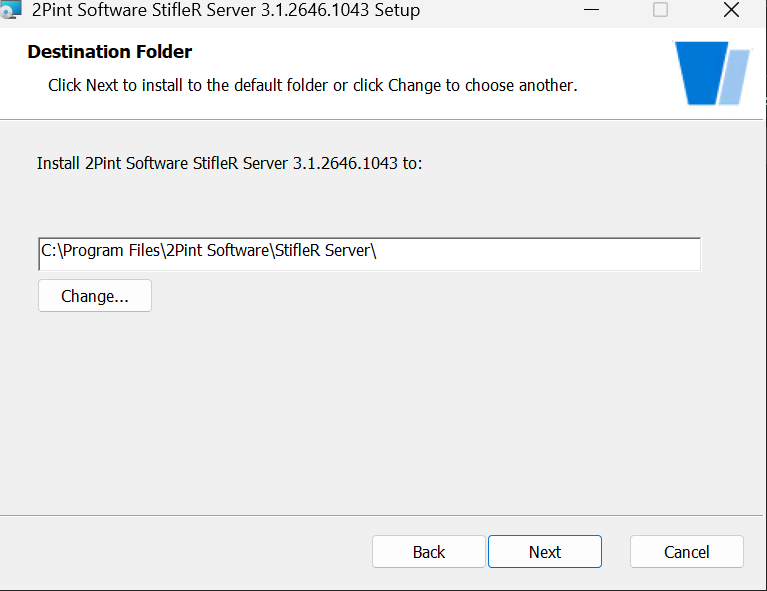 2Pint Software StifleR Server 3.1.2646.1043 Setup
Destination Folder
Click Next to install to the default folder or click Change to choose another.
Install 2Pint Software StifleR Server 3.1.2646.1043 to:
C:\Program Files\2Pint Software\StifleR Server\
Change...
Back
Next
Cancel